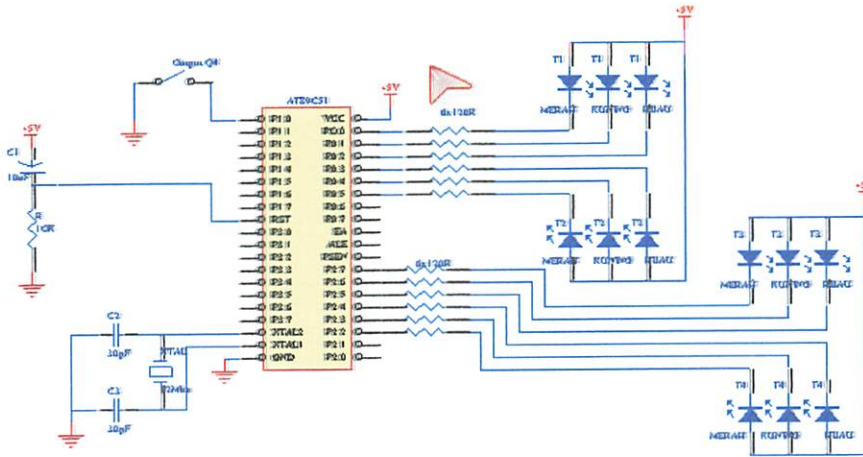 +5V
AT89C51
+5V
T1 T1 T1
MERAH KUNING HIJAU
P1.0 VCC
P1.1 P0.0
P1.2 P0.1
P1.3 P0.2
P1.4 P0.3
P1.5 P0.4
P1.6 P0.5
P1.7 P0.6
RST P0.7
P3.0 EA
P3.1 ALE
P3.2 PSEN
P3.3 P2.7
P3.4 P2.6
P3.5 P2.5
P3.6 P2.4
P3.7 P2.3
XTAL2 P2.2
XTAL1 P2.1
GND P2.0
+5V
C1
10uF
R
10K
T2 T2 T2
MERAH KUNING HIJAU
T3 T3 T3
MERAH KUNING HIJAU
C2
30pF
XTAL
12Mhz
C3
30pF
T4 T4 T4
MERAH KUNING HIJAU